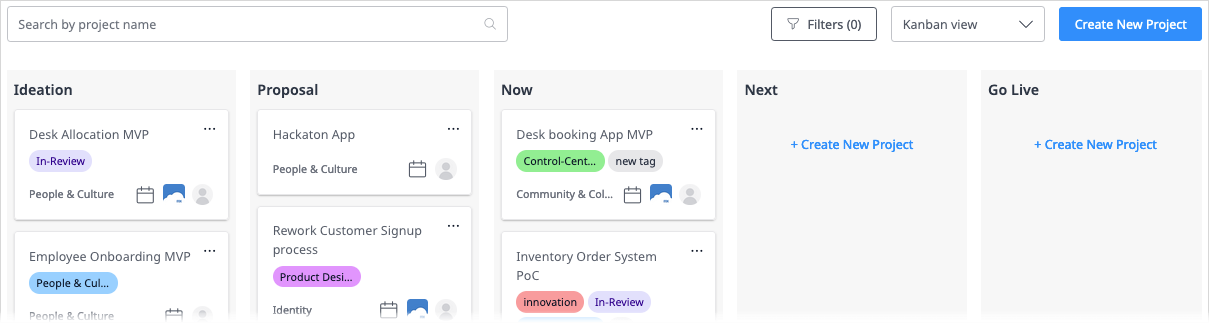 Search by project name
Filters (0)
Kanban view
Create New Project
Ideation
Desk Allocation MVP
In-Review
People & Culture
Employee Onboarding MVP
People & Cul...
People & Culture
Proposal
Hackaton App
People & Culture
Rework Customer Signup
process
Product Desi...
Identity
Now
Desk booking App MVP
Control-Cent...
new tag
Community & Col...
Inventory Order System
PoC
innovation
In-Review
Next
+ Create New Project
Go Live
+ Create New Project